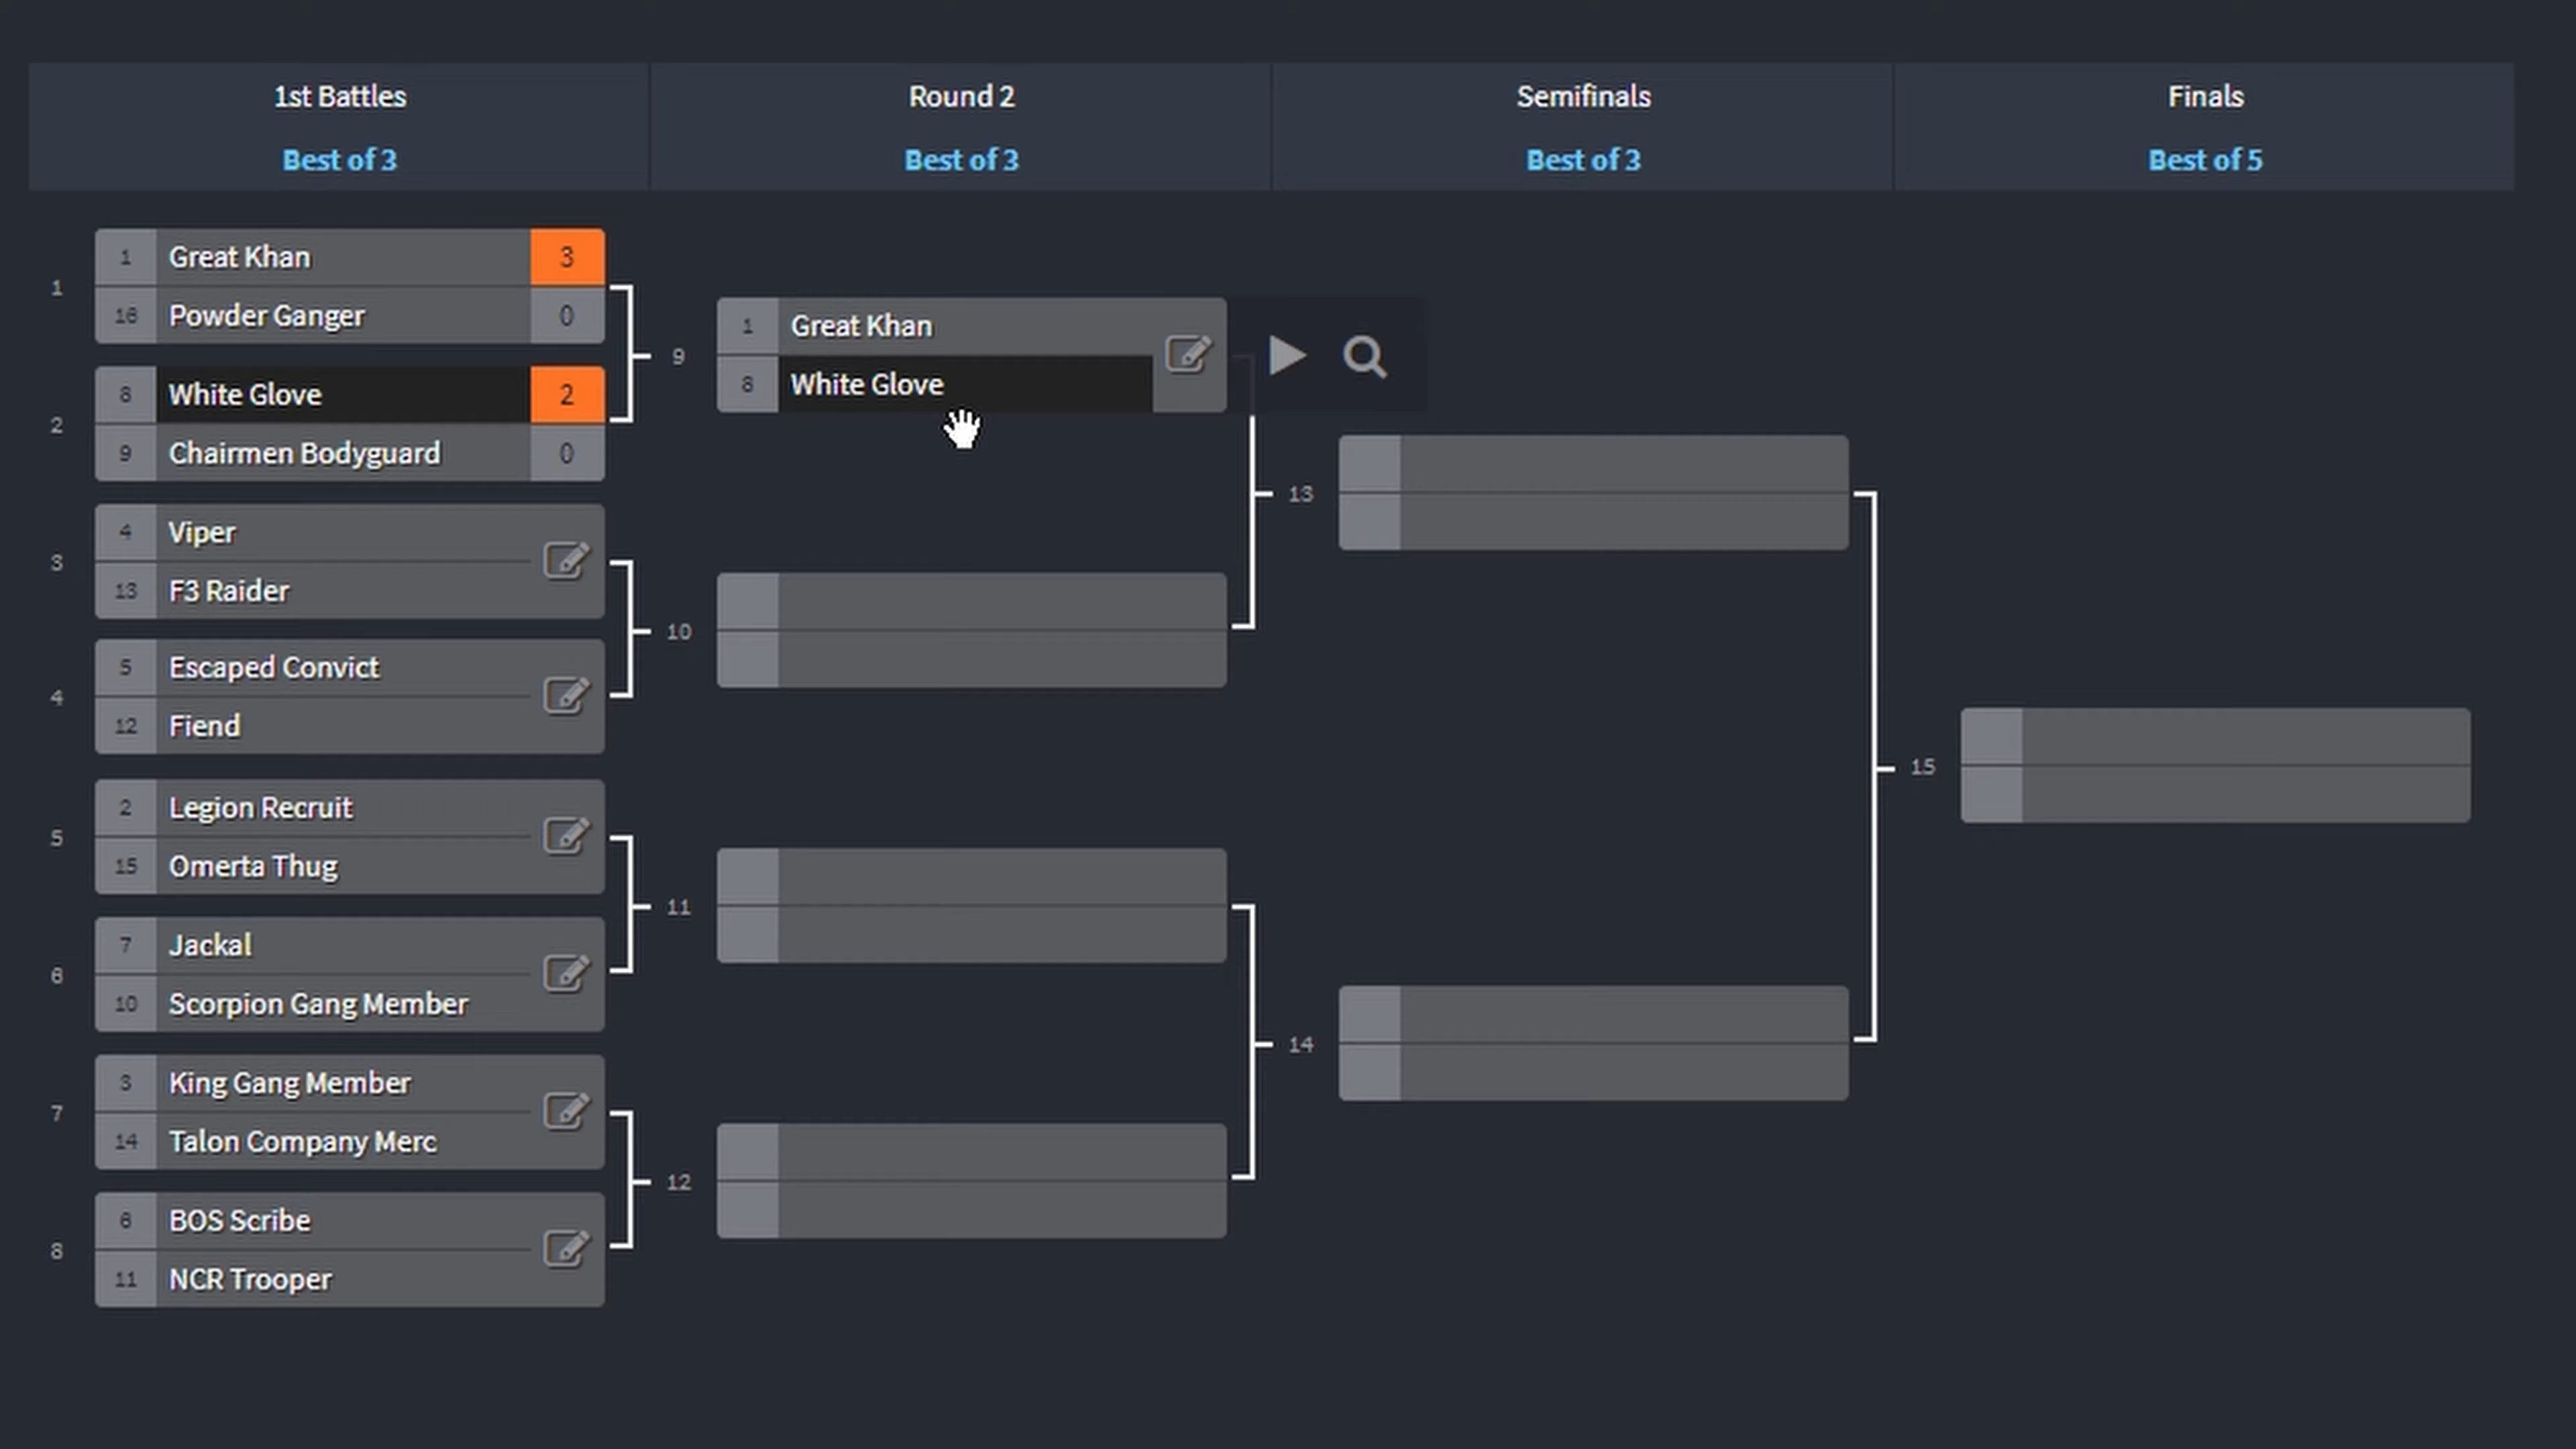 1st Battles
Round 2
Semifinals
Finals
Best of 3
Best of 3
Best of 3
Best of 5
1
1 Great Khan 3
16 Powder Ganger 0
2
8 White Glove 2
9 Chairmen Bodyguard 0
3
4 Viper
13 F3 Raider
4
5 Escaped Convict
12 Fiend
5
2 Legion Recruit
15 Omerta Thug
6
7 Jackal
10 Scorpion Gang Member
7
3 King Gang Member
14 Talon Company Merc
8
6 BOS Scribe
11 NCR Trooper
9
1 Great Khan
8 White Glove
10
11
12
13
14
15